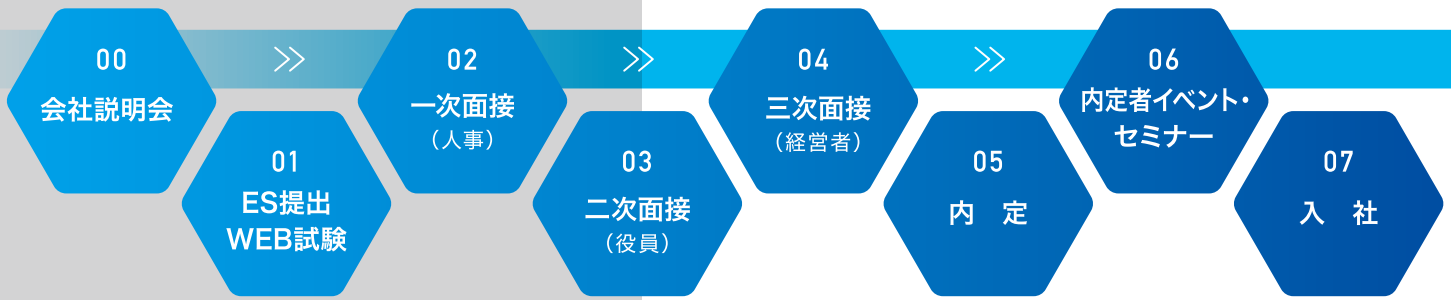 00
会社説明会
01
ES提出
WEB試験
02
一次面接
（人事）
03
二次面接
（役員）
04
三次面接
（経営者）
05
内　定
06
内定者イベント・
セミナー
07
入　社